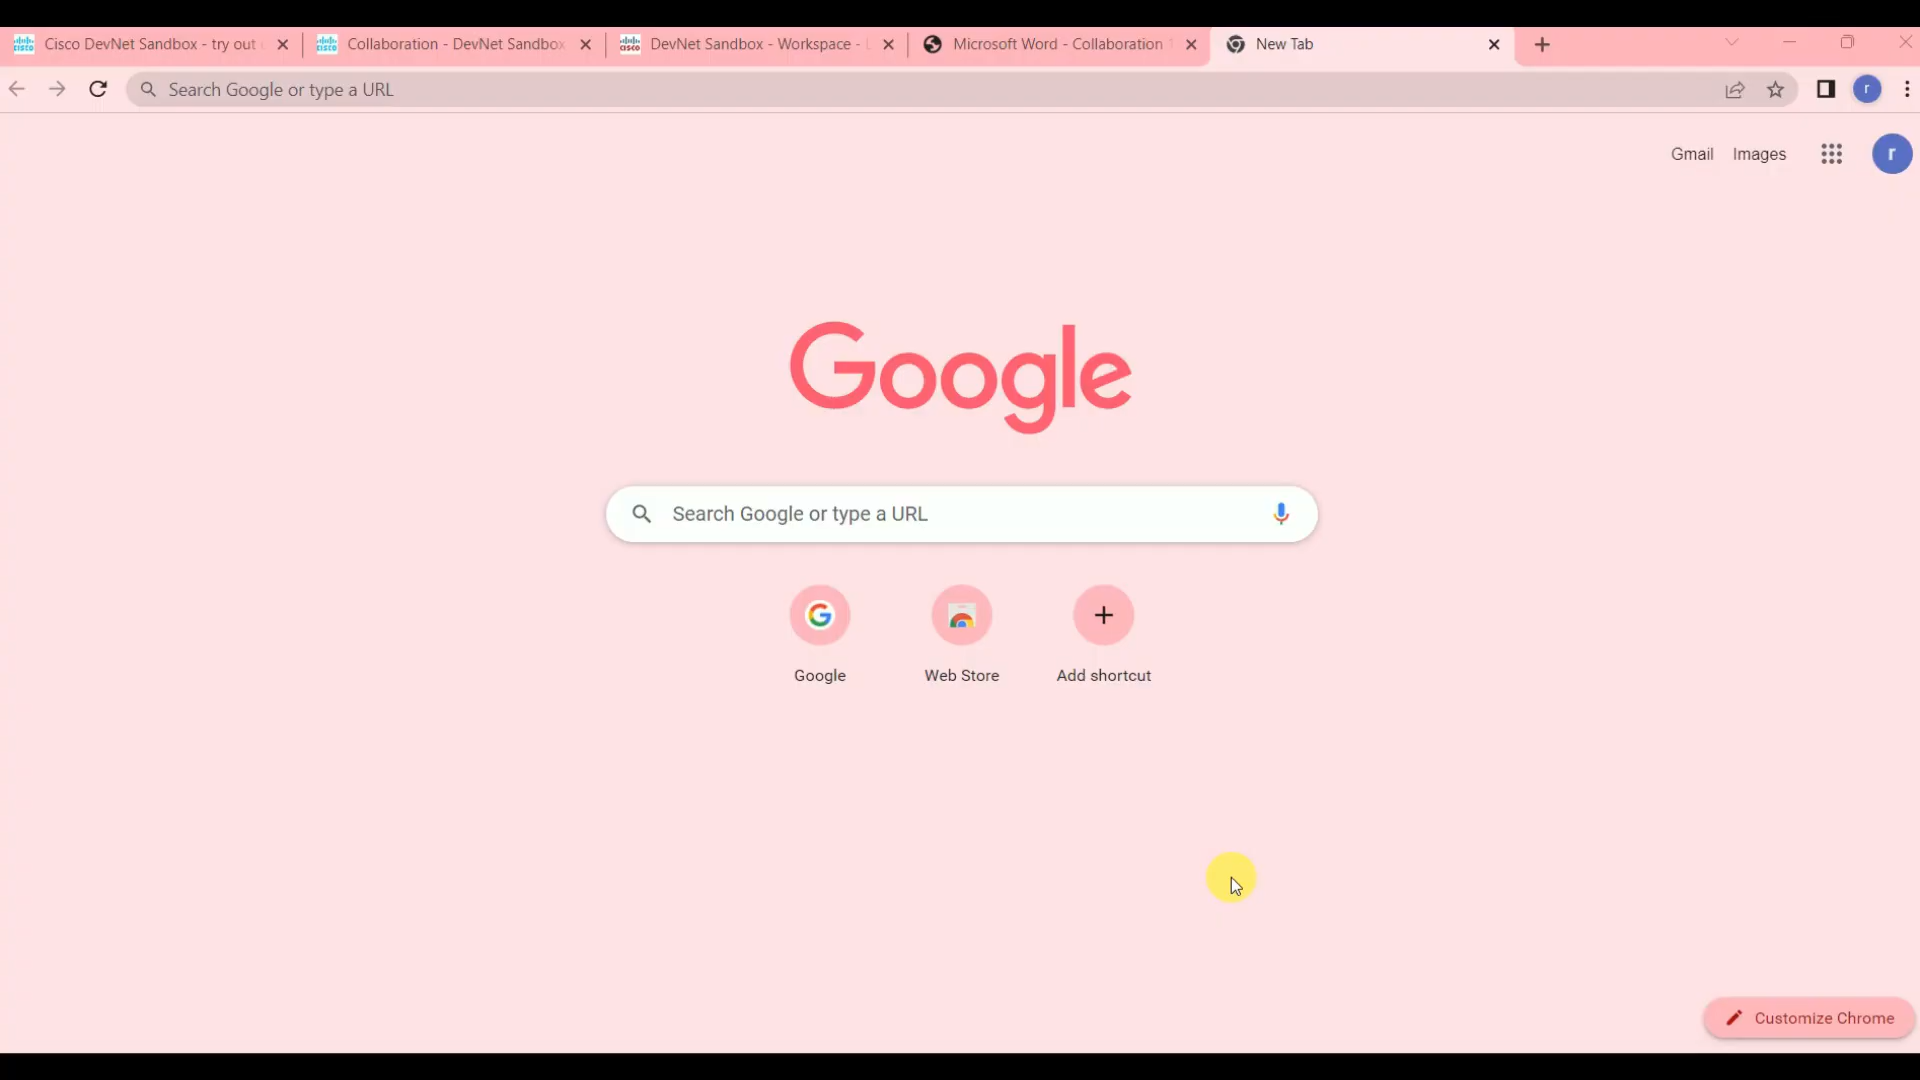 Cisco DevNet Sandbox - try out
Collaboration - DevNet Sandbox
DevNet Sandbox - Workspace -
Microsoft Word - Collaboration
New Tab
Search Google or type a URL
r
Gmail
Images
r
Google
Search Google or type a URL
Google
Web Store
Add shortcut
Customize Chrome